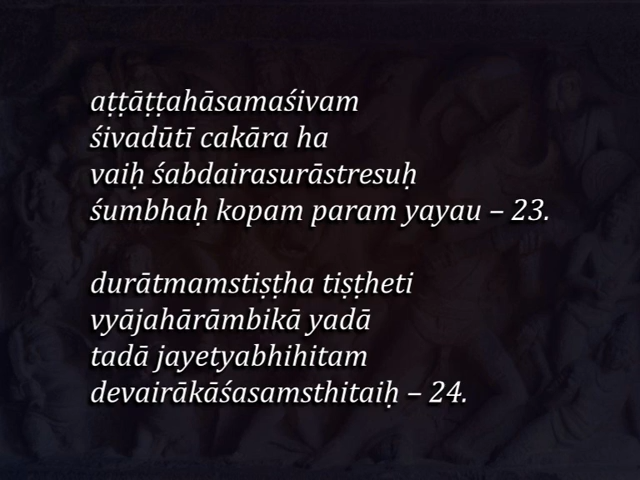 aṭṭāṭṭahāsamaśivam
śivadūtī cakāra ha
vaiḥ śabdairasurāstresuḥ
śumbhaḥ kopam param yayau – 23.
durātmamstiṣṭha tiṣṭheti
vyājahārāmbikā yadā
tadā jayetyabhihitam
devairākāśasamsthitaiḥ – 24.